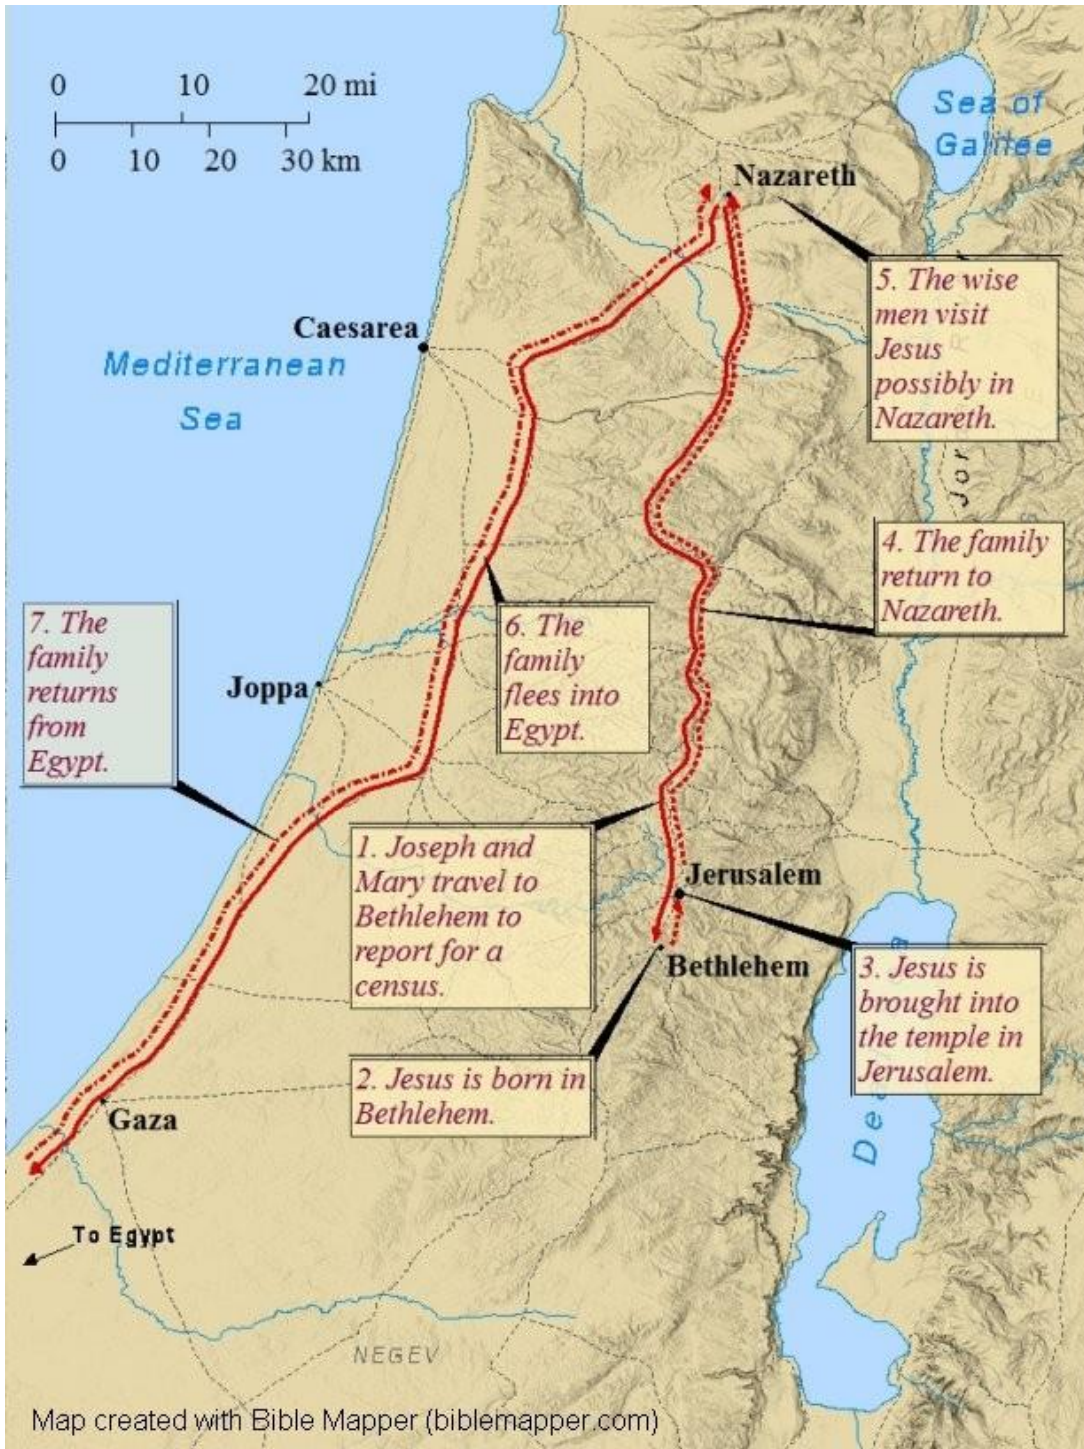 0 10 20 mi
0 10 20 30 km
Sea of
Galilee
Nazareth
5. The wise
men visit
Jesus
possibly in
Nazareth.
Caesarea
Mediterranean
Sea
Jor
4. The family
return to
Nazareth.
7. The
family
returns
from
Egypt.
6. The
family
flees into
Egypt.
Joppa
1. Joseph and
Mary travel to
Bethlehem to
report for a
census.
Jerusalem
Bethlehem
3. Jesus is
brought into
the temple in
Jerusalem.
2. Jesus is born in
Bethlehem.
Gaza
To Egypt
NEGEV
Map created with Bible Mapper (biblemapper.com)